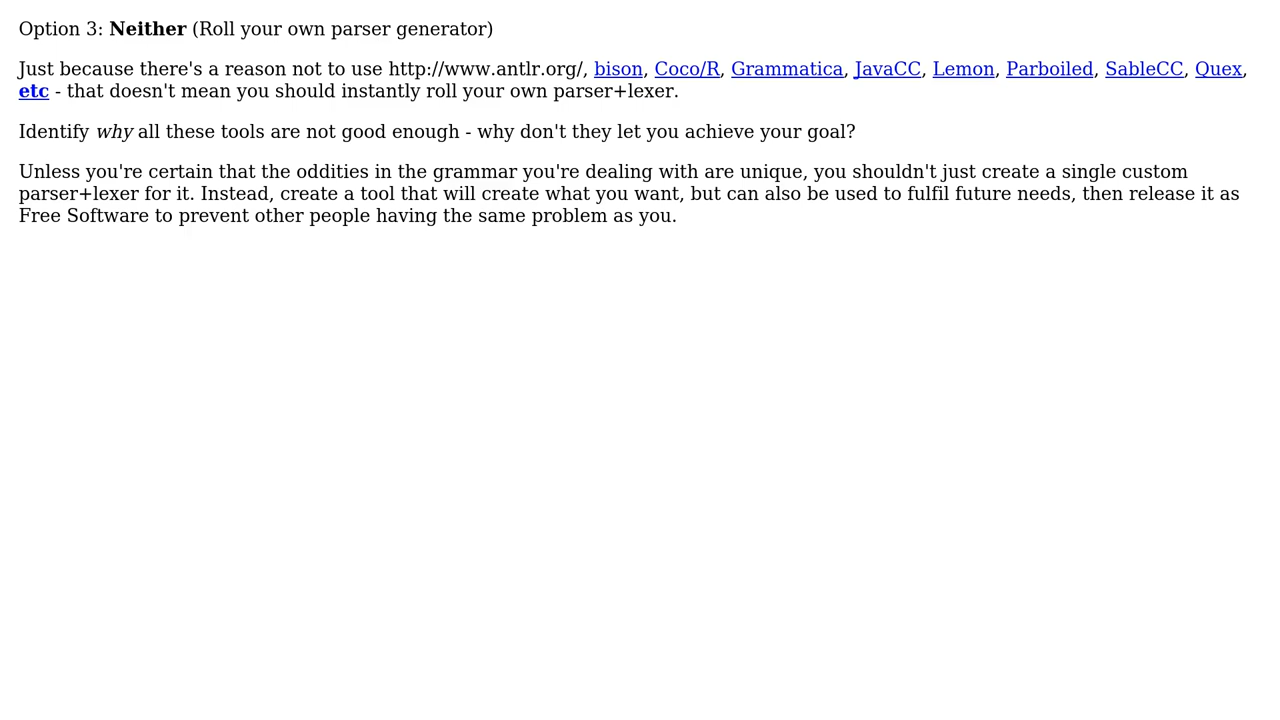 Option 3: Neither (Roll your own parser generator)
Just because there's a reason not to use http://www.antlr.org/, bison, Coco/R, Grammatica, JavaCC, Lemon, Parboiled, SableCC, Quex,
etc - that doesn't mean you should instantly roll your own parser+lexer.
Identify why all these tools are not good enough - why don't they let you achieve your goal?
Unless you're certain that the oddities in the grammar you're dealing with are unique, you shouldn't just create a single custom
parser+lexer for it. Instead, create a tool that will create what you want, but can also be used to fulfil future needs, then release it as
Free Software to prevent other people having the same problem as you.